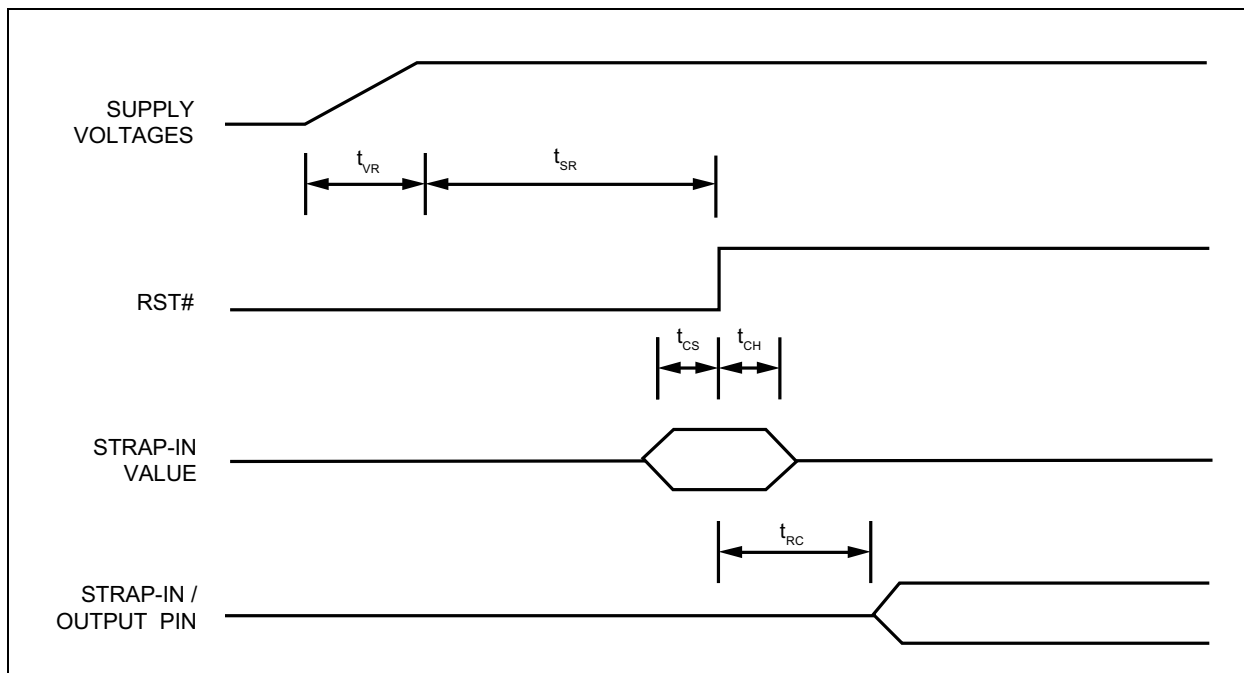 SUPPLY
VOLTAGES
tVR
tSR
RST#
tCS
tCH
STRAP-IN
VALUE
tRC
STRAP-IN /
OUTPUT PIN